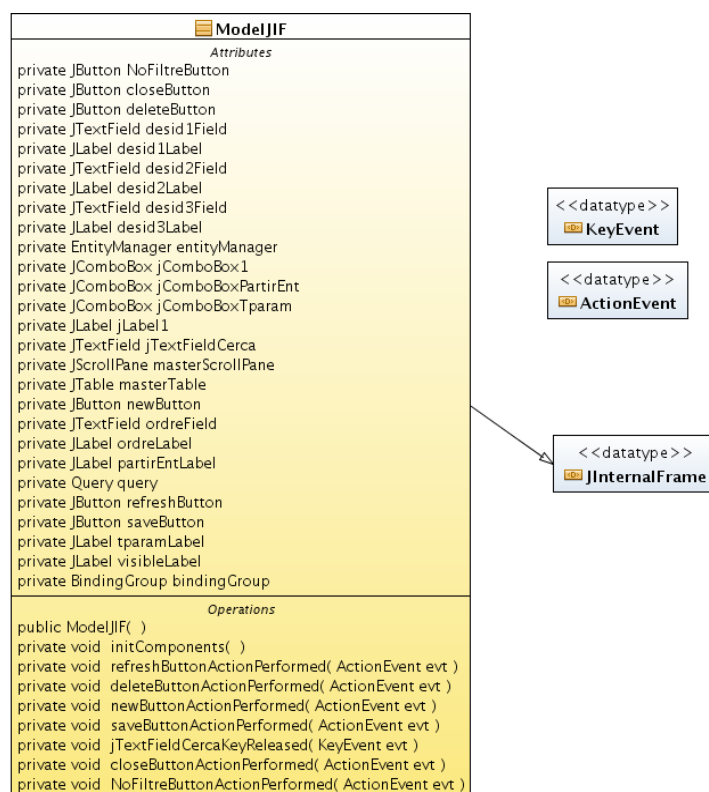 ModelJIF
Attributes
private JButton NoFiltreButton
private JButton closeButton
private JButton deleteButton
private JTextField desid1Field
private JLabel desid1Label
private JTextField desid2Field
private JLabel desid2Label
private JTextField desid3Field
private JLabel desid3Label
private EntityManager entityManager
private JComboBox jComboBox1
private JComboBox jComboBoxPartirEnt
private JComboBox jComboBoxTparam
private JLabel jLabel1
private JTextField jTextFieldCerca
private JScrollPane masterScrollPane
private JTable masterTable
private JButton newButton
private JTextField ordreField
private JLabel ordreLabel
private JLabel partirEntLabel
private Query query
private JButton refreshButton
private JButton saveButton
private JLabel tparamLabel
private JLabel visibleLabel
private BindingGroup bindingGroup
Operations
public ModelJIF( )
private void initComponents( )
private void refreshButtonActionPerformed( ActionEvent evt )
private void deleteButtonActionPerformed( ActionEvent evt )
private void newButtonActionPerformed( ActionEvent evt )
private void saveButtonActionPerformed( ActionEvent evt )
private void jTextFieldCercaKeyReleased( KeyEvent evt )
private void closeButtonActionPerformed( ActionEvent evt )
private void NoFiltreButtonActionPerformed( ActionEvent evt )
<<datatype>>
KeyEvent
<<datatype>>
ActionEvent
<<datatype>>
JInternalFrame